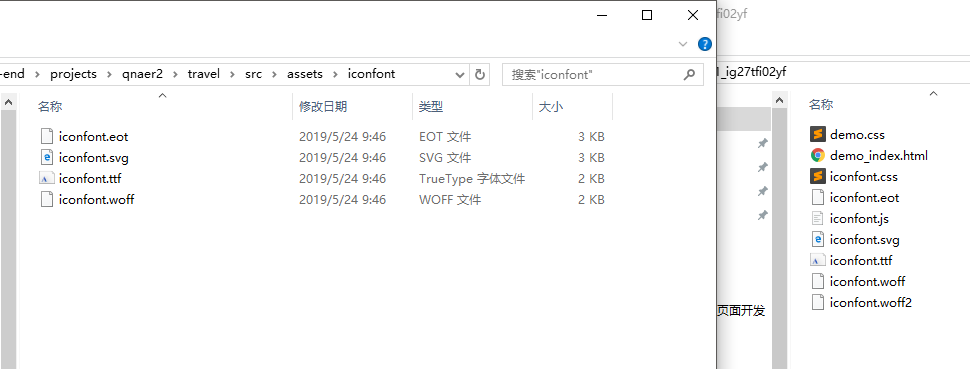 -end › projects › qnaer2 › travel › src › assets › iconfont
搜索"iconfont"
名称 修改日期 类型 大小
iconfont.eot 2019/5/24 9:46 EOT 文件 3 KB
iconfont.svg 2019/5/24 9:46 SVG 文件 3 KB
iconfont.ttf 2019/5/24 9:46 TrueType 字体文件 2 KB
iconfont.woff 2019/5/24 9:46 WOFF 文件 2 KB
fi02yf
_ig27tfi02yf
名称
demo.css
demo_index.html
iconfont.css
iconfont.eot
iconfont.js
iconfont.svg
iconfont.ttf
iconfont.woff
iconfont.woff2
页面开发